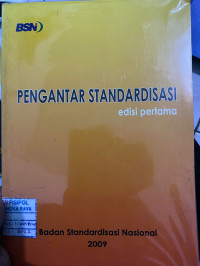 BSN
PENGANTAR STANDARDISASI
edisi pertama
Badan Standardisasi Nasional
2009